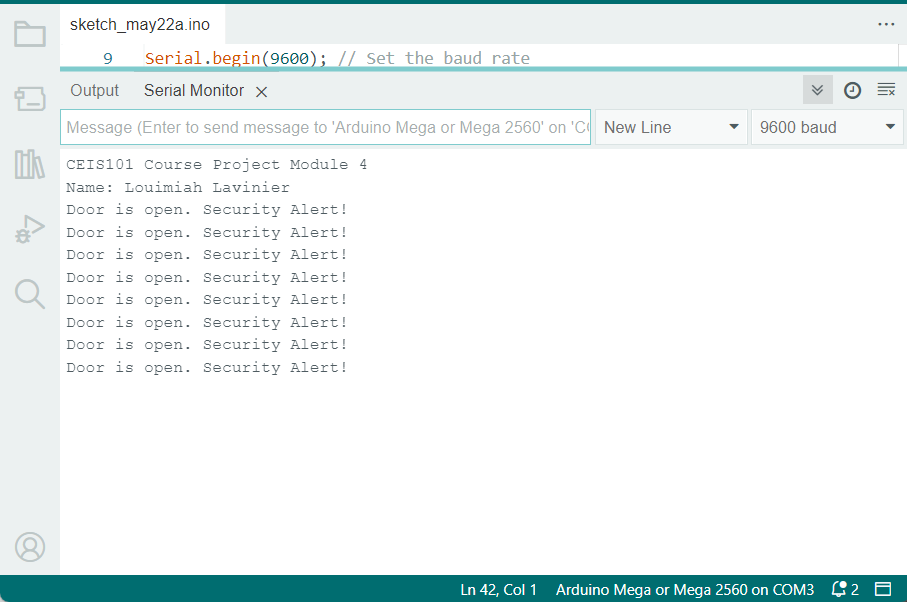 sketch_may22a.ino
...
9 Serial.begin(9600); // Set the baud rate
Output Serial Monitor
Message (Enter to send message to 'Arduino Mega or Mega 2560' on 'CO New Line 9600 baud
CEIS101 Course Project Module 4
Name: Louimiah Lavinier
Door is open. Security Alert!
Door is open. Security Alert!
Door is open. Security Alert!
Door is open. Security Alert!
Door is open. Security Alert!
Door is open. Security Alert!
Door is open. Security Alert!
Door is open. Security Alert!
Ln 42, Col 1 Arduino Mega or Mega 2560 on COM3 2